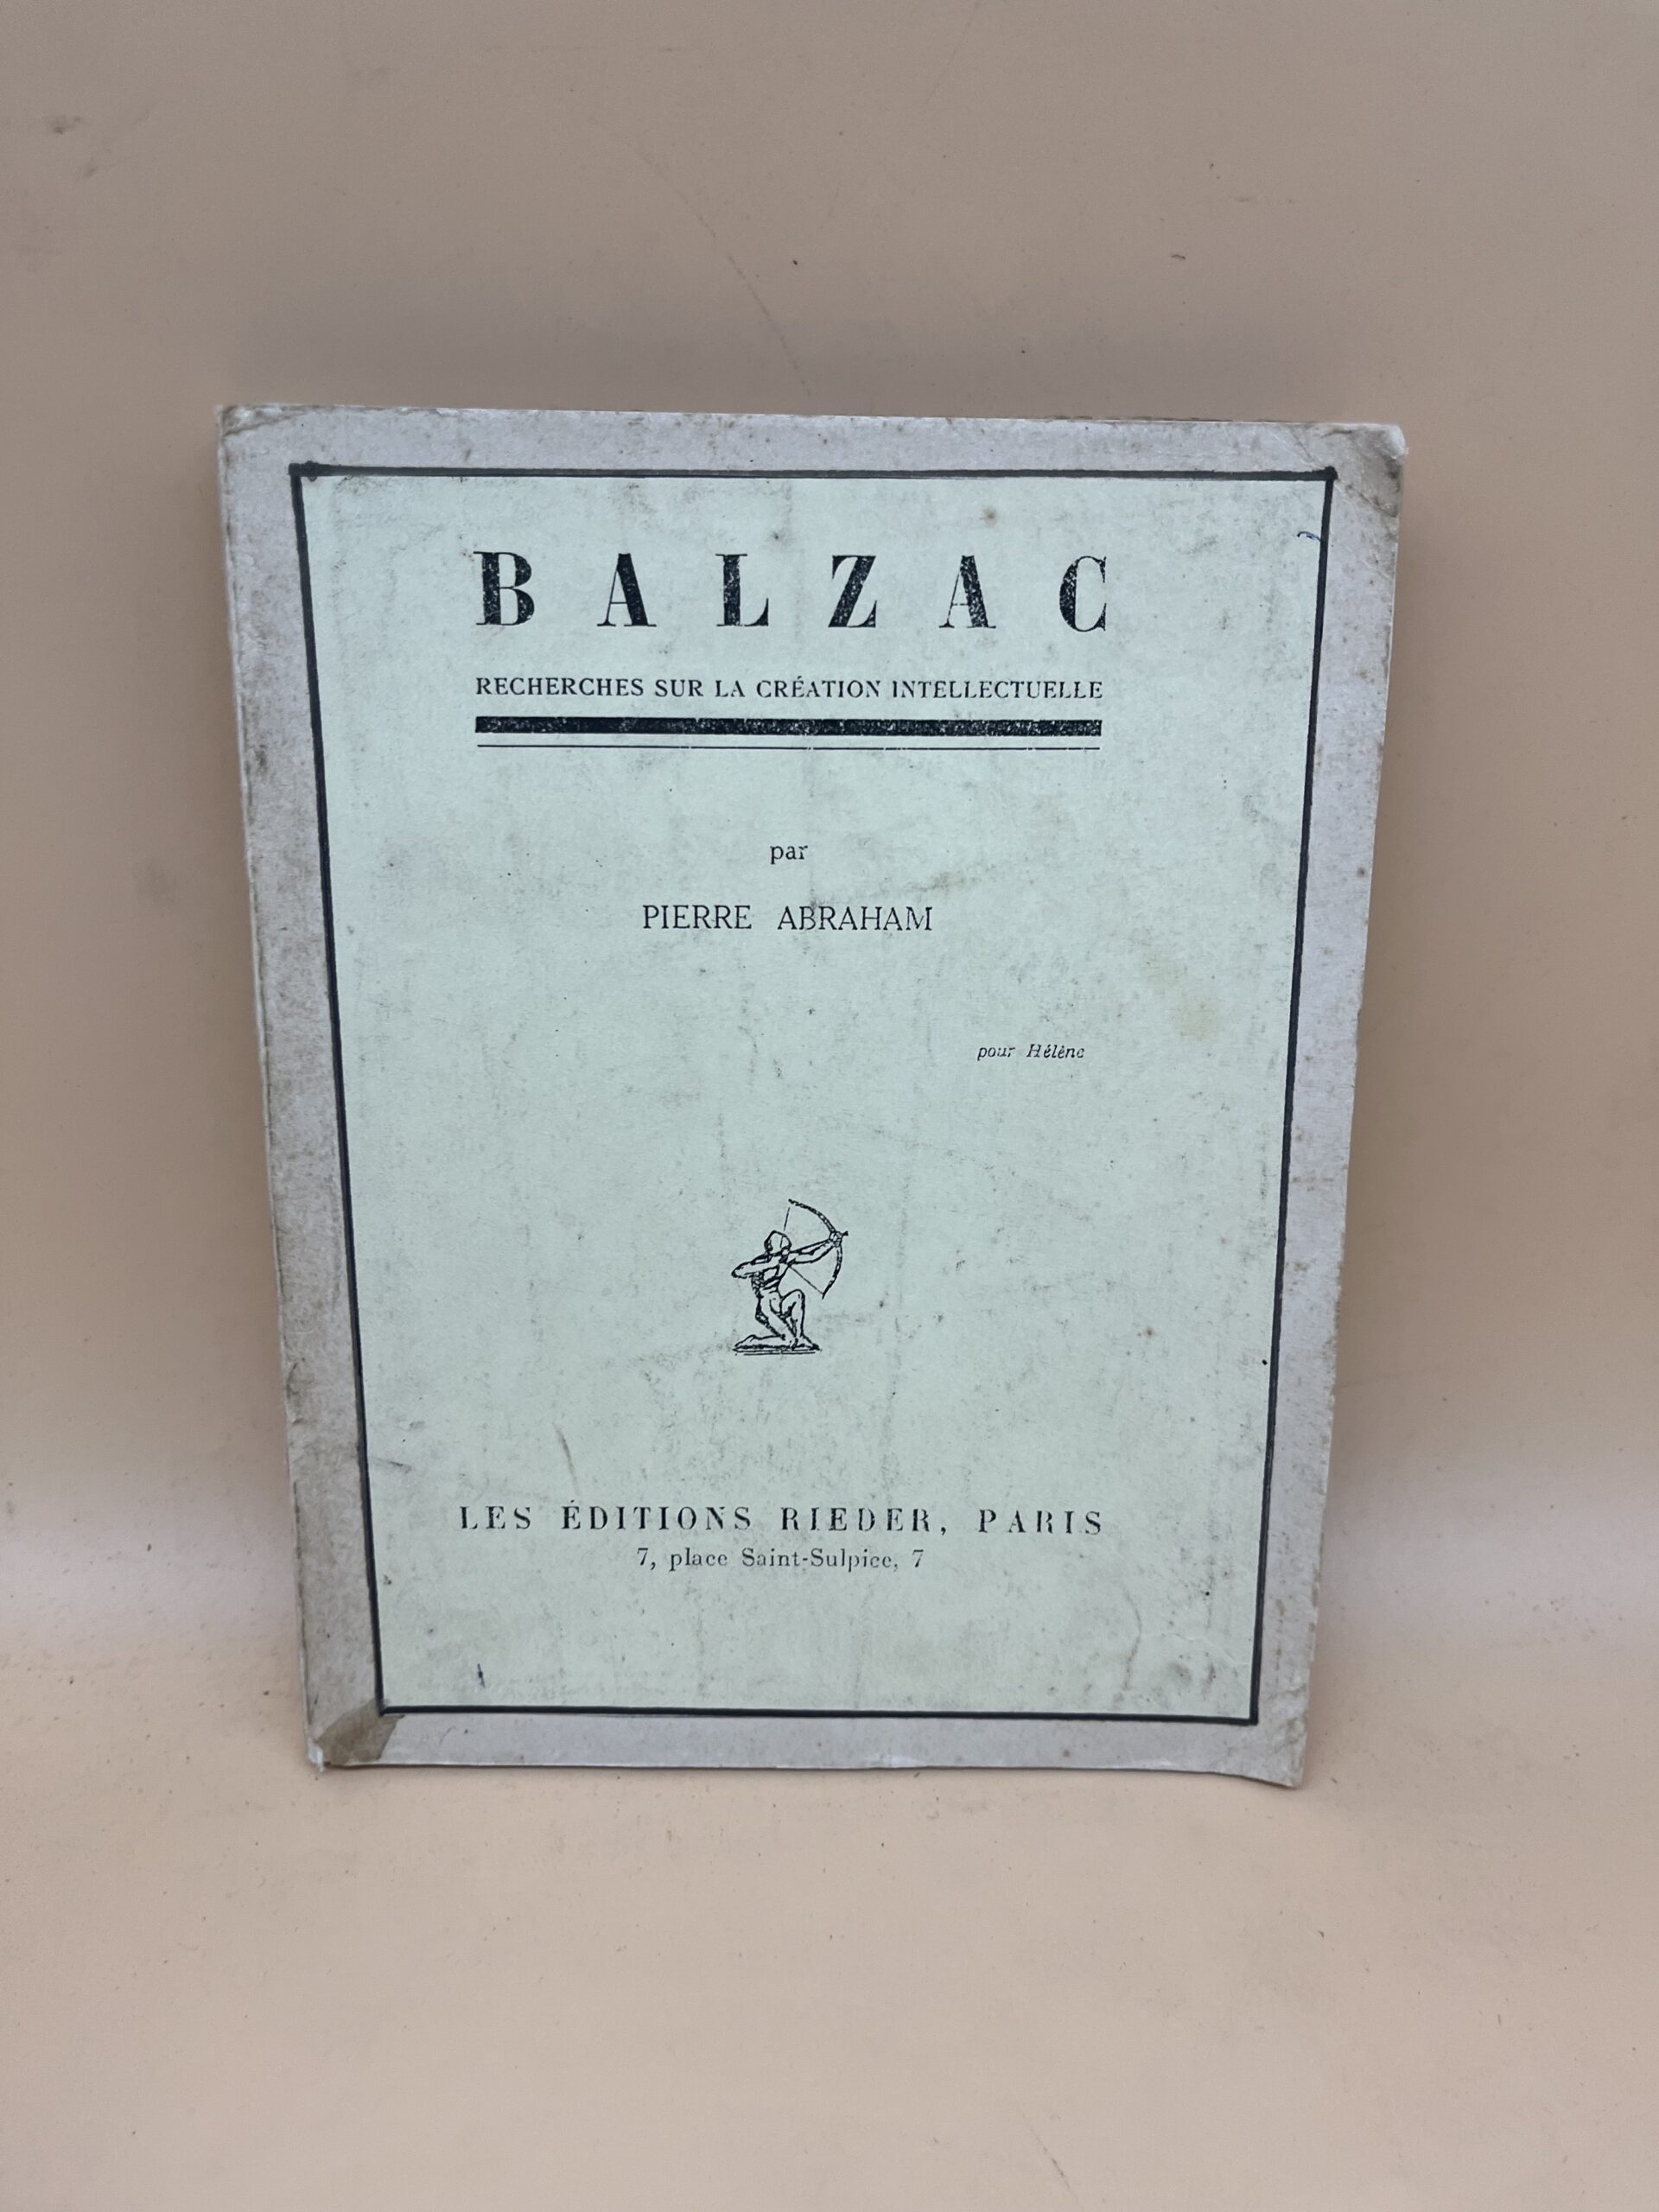 BALZAC
RECHERCHES SUR LA CRÉATION INTELLECTUELLE
par
PIERRE ABRAHAM
pour Hélène
LES ÉDITIONS RIEDER, PARIS
7, place Saint-Sulpice, 7